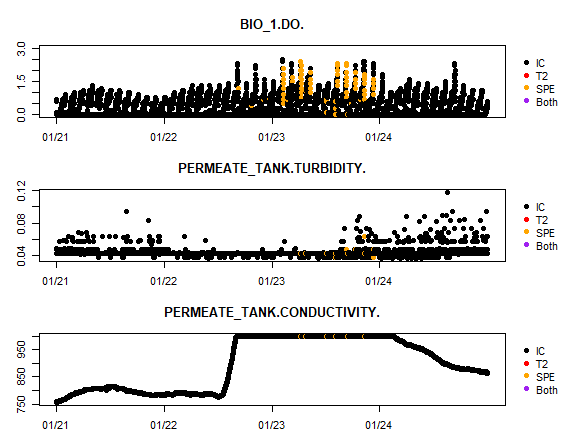 BIO_1.DO.
3.0
1.5
0.0
01/21 01/22 01/23 01/24
IC
T2
SPE
Both
PERMEATE_TANK.TURBIDITY.
0.12
0.08
0.04
01/21 01/22 01/23 01/24
IC
T2
SPE
Both
PERMEATE_TANK.CONDUCTIVITY.
950
850
750
01/21 01/22 01/23 01/24
IC
T2
SPE
Both